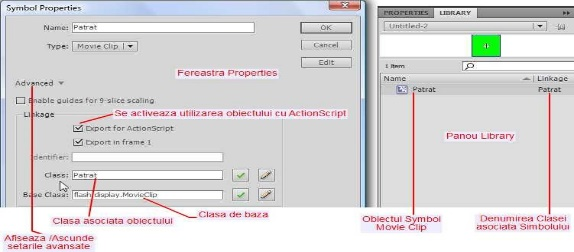 Symbol Properties
Name: Patrat
OK
Type: Movie Clip
Cancel
Edit
Fereastra Properties
Advanced
Enable guides for 9-slice scaling
Se activeaza utilizarea obiectului cu ActionScript
Linkage
Export for ActionScript
Export in frame 1
Identifier:
Class: Patrat
Base Class: flash.display.MovieClip
Clasa asociata obiectului
Clasa de baza
Afiseaza /Ascunde
setarile avansate
PROPERTIES
LIBRARY
Untitled-2
1 item
Name
Linkage
Patrat
Patrat
Panou Library
Obiectul Symbol
Movie Clip
Denumirea Clasei
asociata Simbolului